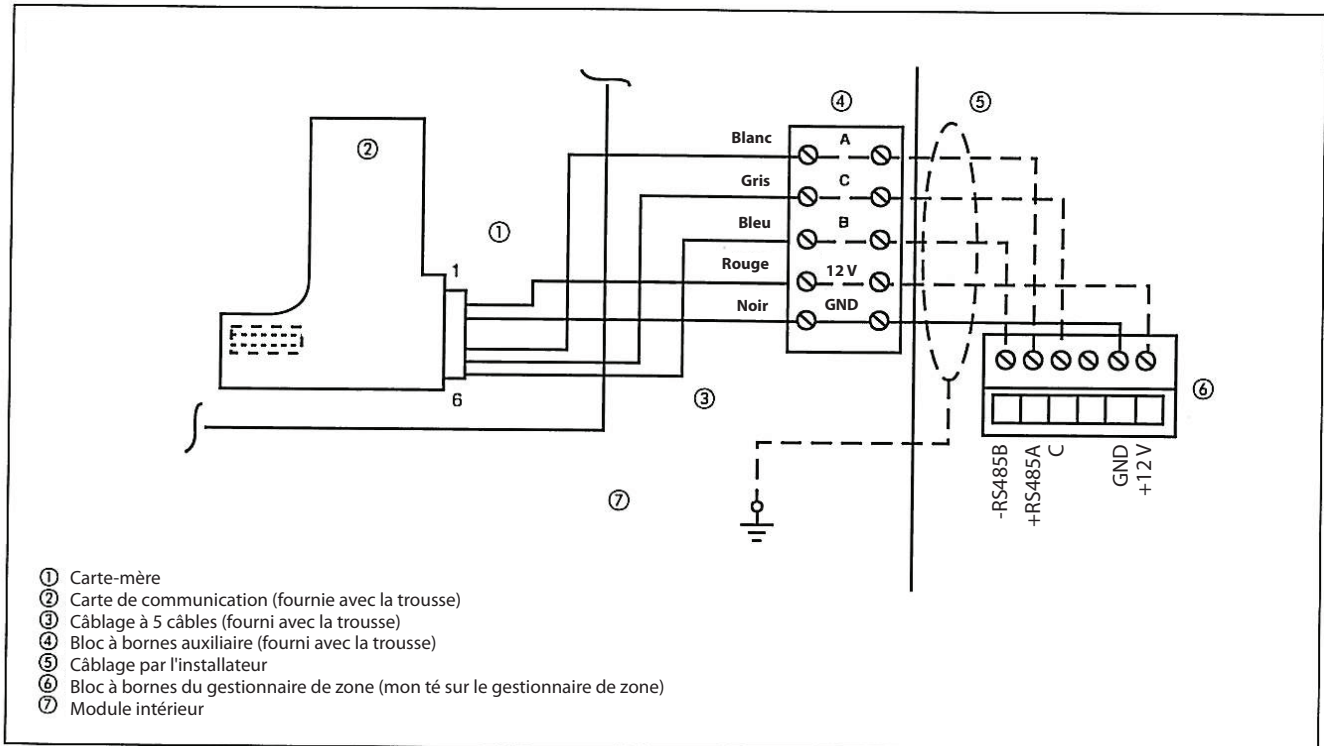 ④
⑤
②
Blanc
A
Gris
C
①
Bleu
B
1
Rouge
12 V
Noir
GND
6
③
⑥
-RS485B
+RS485A
C
GND
+12 V
⑦
① Carte-mère
② Carte de communication (fournie avec la trousse)
③ Câblage à 5 câbles (fourni avec la trousse)
④ Bloc à bornes auxiliaire (fourni avec la trousse)
⑤ Câblage par l'installateur
⑥ Bloc à bornes du gestionnaire de zone (mon té sur le gestionnaire de zone)
⑦ Module intérieur